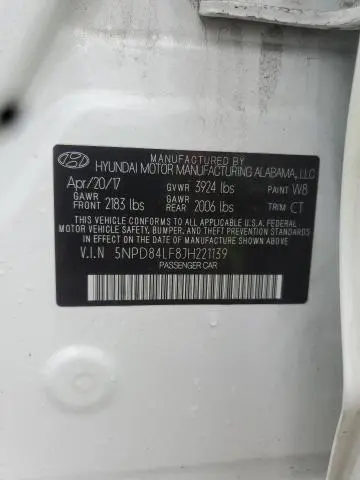 MANUFACTURED BY
HYUNDAI MOTOR MANUFACTURING ALABAMA, LLC
Apr/20/17 GVWR 3924 lbs PAINT W8
GAWR FRONT 2183 lbs GAWR REAR 2006 lbs TRIM CT
THIS VEHICLE CONFORMS TO ALL APPLICABLE U.S.A. FEDERAL
MOTOR VEHICLE SAFETY, BUMPER, AND THEFT PREVENTION
STANDARDS IN EFFECT ON THE DATE OF MANUFACTURE SHOWN ABOVE.
V.I.N 5NPD84LF8JH221139
PASSENGER CAR